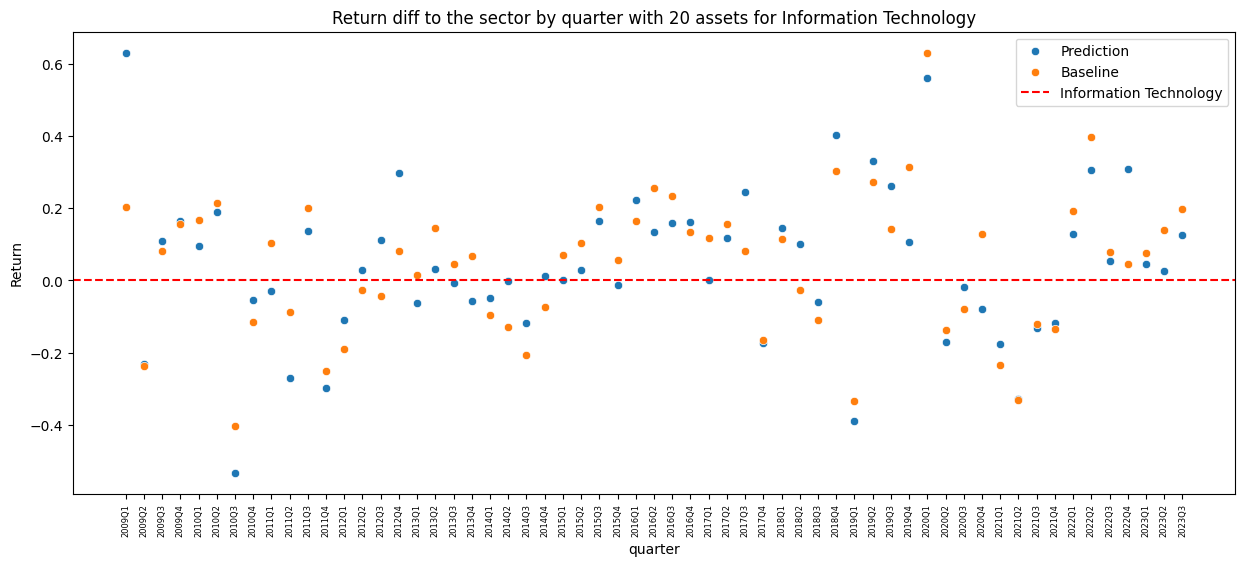 Return diff to the sector by quarter with 20 assets for Information Technology
Prediction
Baseline
Information Technology
Return
0.6
0.4
0.2
0.0
−0.2
−0.4
2009Q1
2009Q2
2009Q3
2009Q4
2010Q1
2010Q2
2010Q3
2010Q4
2011Q1
2011Q2
2011Q3
2011Q4
2012Q1
2012Q2
2012Q3
2012Q4
2013Q1
2013Q2
2013Q3
2013Q4
2014Q1
2014Q2
2014Q3
2014Q4
2015Q1
2015Q2
2015Q3
2015Q4
2016Q1
2016Q2
2016Q3
2016Q4
2017Q1
2017Q2
2017Q3
2017Q4
2018Q1
2018Q2
2018Q3
2018Q4
2019Q1
2019Q2
2019Q3
2019Q4
2020Q1
2020Q2
2020Q3
2020Q4
2021Q1
2021Q2
2021Q3
2021Q4
2022Q1
2022Q2
2022Q3
2022Q4
2023Q1
2023Q2
2023Q3
quarter